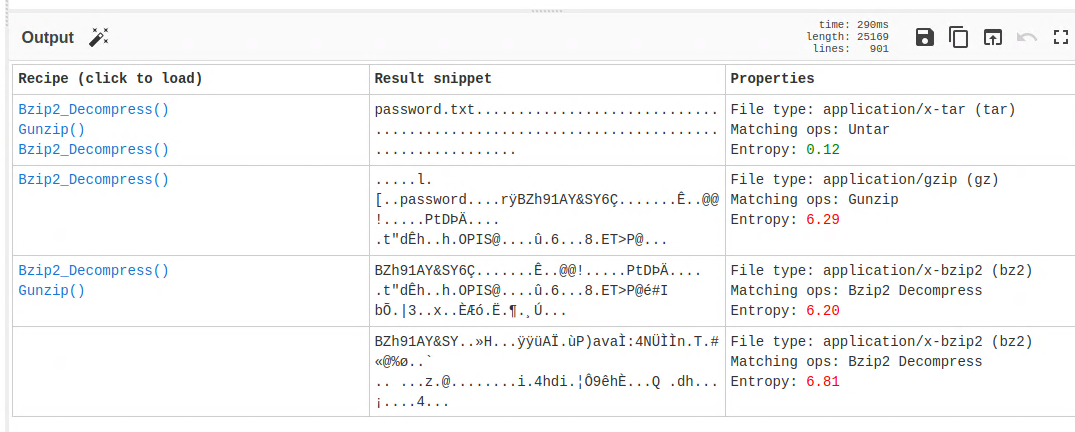 Output
time: 290ms
length: 25169
lines: 901
Recipe (click to load) Result snippet Properties
Bzip2_Decompress()
Gunzip()
Bzip2_Decompress()
password.txt.............................
.........................................
.................
File type: application/x-tar (tar)
Matching ops: Untar
Entropy: 0.12
Bzip2_Decompress()
.....l.
[..password....rÿBZh91AY&SY6Ç.......Ê..@@
!.....PtDÞÄ....
.t"dÊh..h.OPIS@....û.6...8.ET>P@...
File type: application/gzip (gz)
Matching ops: Gunzip
Entropy: 6.29
Bzip2_Decompress()
Gunzip()
BZh91AY&SY6Ç.......Ê..@@!.....PtDÞÄ....
.t"dÊh..h.OPIS@....û.6...8.ET>P@é#I
bÕ.|3..x..ÈÆó.Ë.¶.¸Ú...
File type: application/x-bzip2 (bz2)
Matching ops: Bzip2 Decompress
Entropy: 6.20
BZh91AY&SY..»H...ÿÿüAÏ.ùP)avaÌ:4NÜÌÌn.T.#
«@%ø..`
.. ...z.@........i.4hdi.¦Ô9êhÈ...Q .dh...
¡....4...
File type: application/x-bzip2 (bz2)
Matching ops: Bzip2 Decompress
Entropy: 6.81